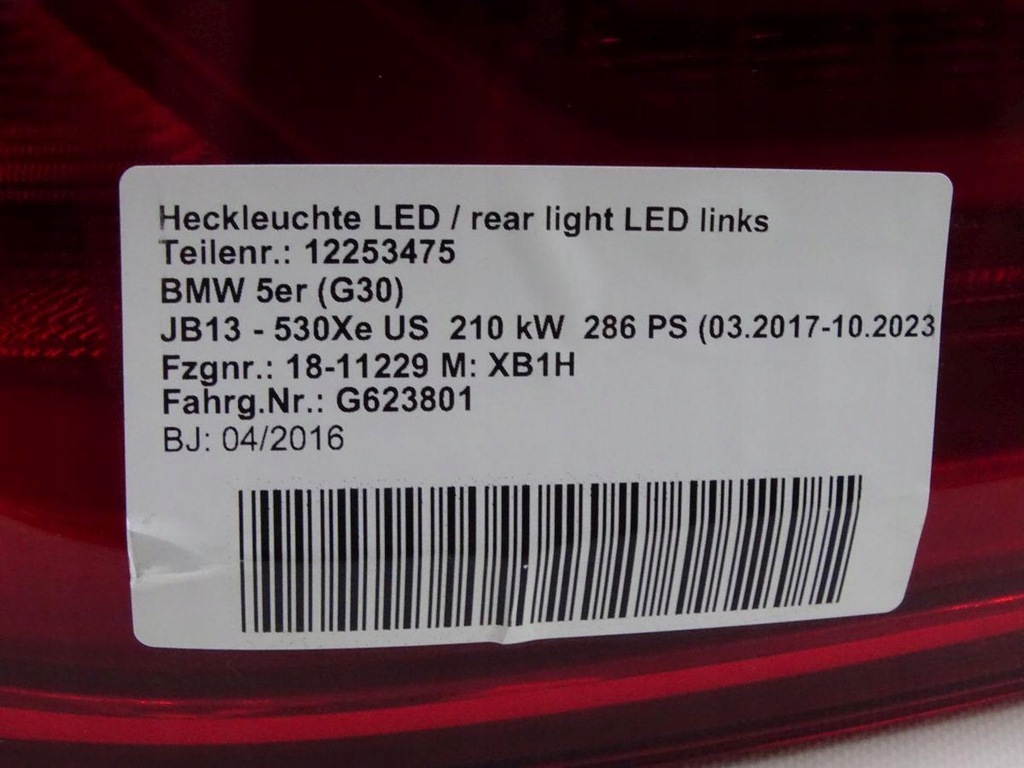 Heckleuchte LED / rear light LED links
Teilenr.: 12253475
BMW 5er (G30)
JB13 - 530Xe US 210 kW 286 PS (03.2017-10.2023
Fzgnr.: 18-11229 M: XB1H
Fahrg.Nr.: G623801
BJ: 04/2016